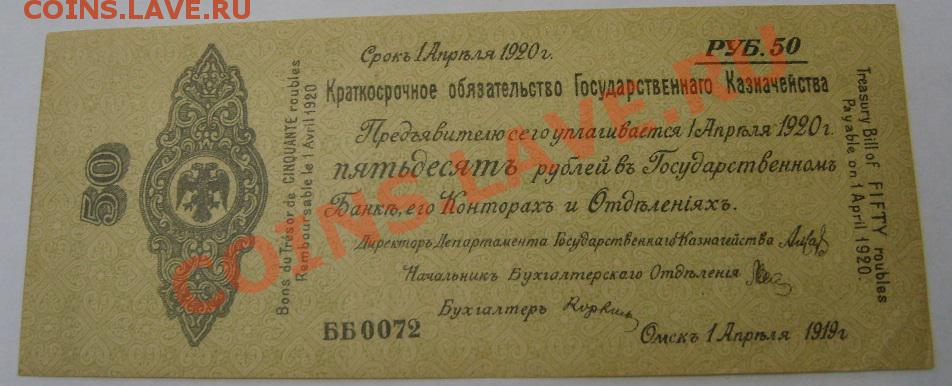 COINS.LAVE.RU
Срокъ 1 Апрѣля 1920 г.
РУБ. 50
Краткосрочное обязательство Государственнаго Казначейства
Предъявителю сего уплачивается 1 Апрѣля 1920 г.
пятьдесятъ рублей въ Государственномъ
Банкѣ, его Конторахъ и Отдѣленіяхъ.
Директоръ Департамента Государственнаго Казначейства
Начальникъ Бухгалтерскаго Отдѣленія
Бухгалтеръ
ББ 0072
Омскъ 1 Апрѣля 1919 г
50
Bons du Trésor de CINQUANTE roubles
Remboursable le 1 Avril 1920
Treasury Bill of FIFTY roubles
Payable on 1 April 1920.
COINS.LAVE.RU